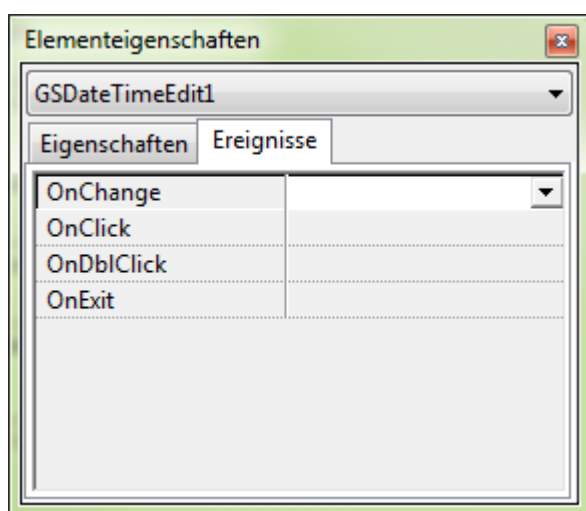 Elementeigenschaften
GSDateTimeEdit1
Eigenschaften Ereignisse
OnChange
OnClick
OnDblClick
OnExit